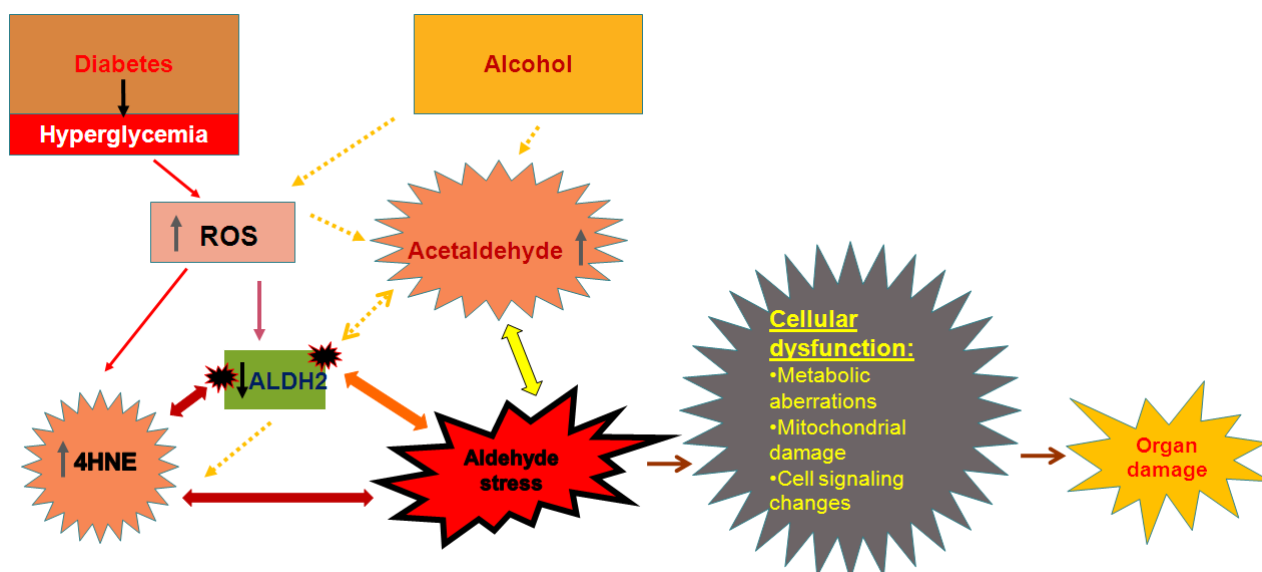 Diabetes
Alcohol
Hyperglycemia
ROS
Acetaldehyde
ALDH2
4HNE
Aldehyde
stress
Cellular
dysfunction:
•Metabolic
aberrations
•Mitochondrial
damage
•Cell signaling
changes
Organ
damage